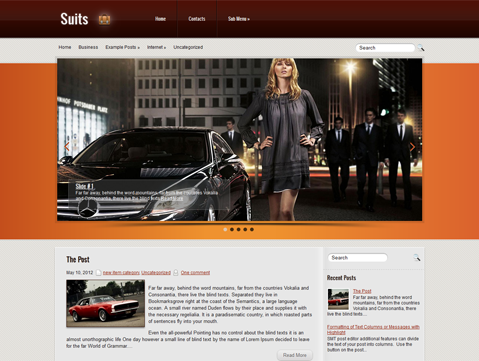 Suits
Home Contacts Sub Menu »
Home Business Example Posts » Internet » Uncategorized
Search
POTSDAMER PLATZ
Slide # 1
Far far away, behind the word mountains, far from the countries Vokalia
and Consonantia, there live the blind texts. Read more
The Post
May 10, 2012 new item category, Uncategorized One comment
Far far away, behind the word mountains, far from the countries Vokalia and
Consonantia, there live the blind texts. Separated they live in
Bookmarksgrove right at the coast of the Semantics, a large language
ocean. A small river named Duden flows by their place and supplies it with
the necessary regelialia. It is a paradisematic country, in which roasted parts
of sentences fly into your mouth.
Even the all-powerful Pointing has no control about the blind texts it is an
almost unorthographic life One day however a small line of blind text by the name of Lorem Ipsum decided to leave
for the far World of Grammar....
Read More
Search
Recent Posts
The Post
Far far away, behind the word
mountains, far from the
countries Vokalia and
Consonantia, there live the
blind texts....
Formatting of Text Columns or Messages with
Highlight
SMT post editor additional features can divide
the text of your post into columns. Use the
button on the post...